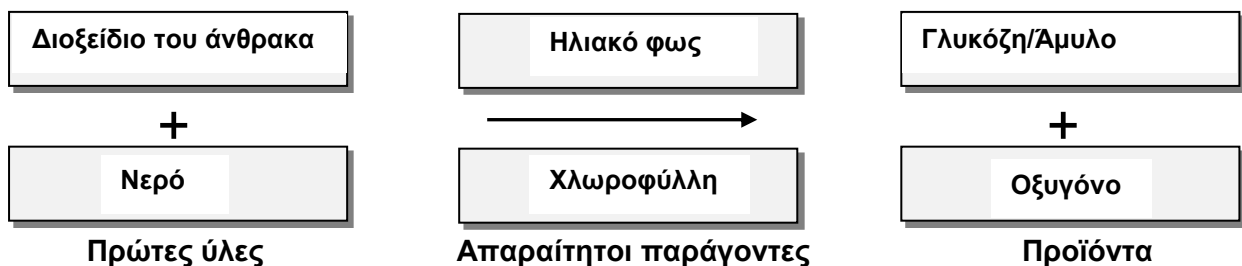 Διοξείδιο του άνθρακα
+
Νερό
Πρώτες ύλες
Ηλιακό φως
Χλωροφύλλη
Απαραίτητοι παράγοντες
Γλυκόζη/Άμυλο
+
Οξυγόνο
Προϊόντα